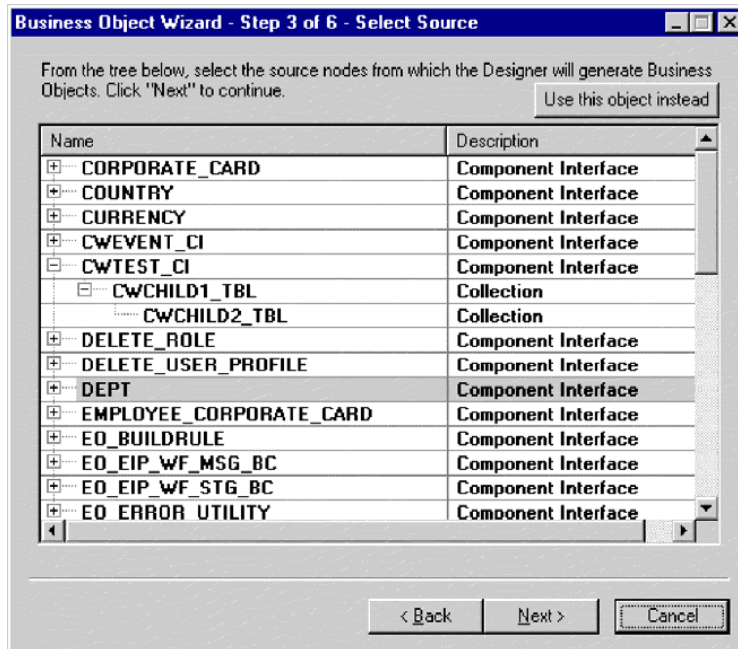 Business Object Wizard - Step 3 of 6 - Select Source
From the tree below, select the source nodes from which the Designer will generate Business
Objects. Click "Next" to continue.
Use this object instead
Name Description
CORPORATE_CARD Component Interface
COUNTRY Component Interface
CURRENCY Component Interface
CWEVENT_CI Component Interface
CWTEST_CI Component Interface
CWCHILD1_TBL Collection
CWCHILD2_TBL Collection
DELETE_ROLE Component Interface
DELETE_USER_PROFILE Component Interface
DEPT Component Interface
EMPLOYEE_CORPORATE_CARD Component Interface
EO_BUILDRULE Component Interface
EO_EIP_WF_MSG_BC Component Interface
EO_EIP_WF_STG_BC Component Interface
EO_ERROR_UTILITY Component Interface
< Back Next > Cancel